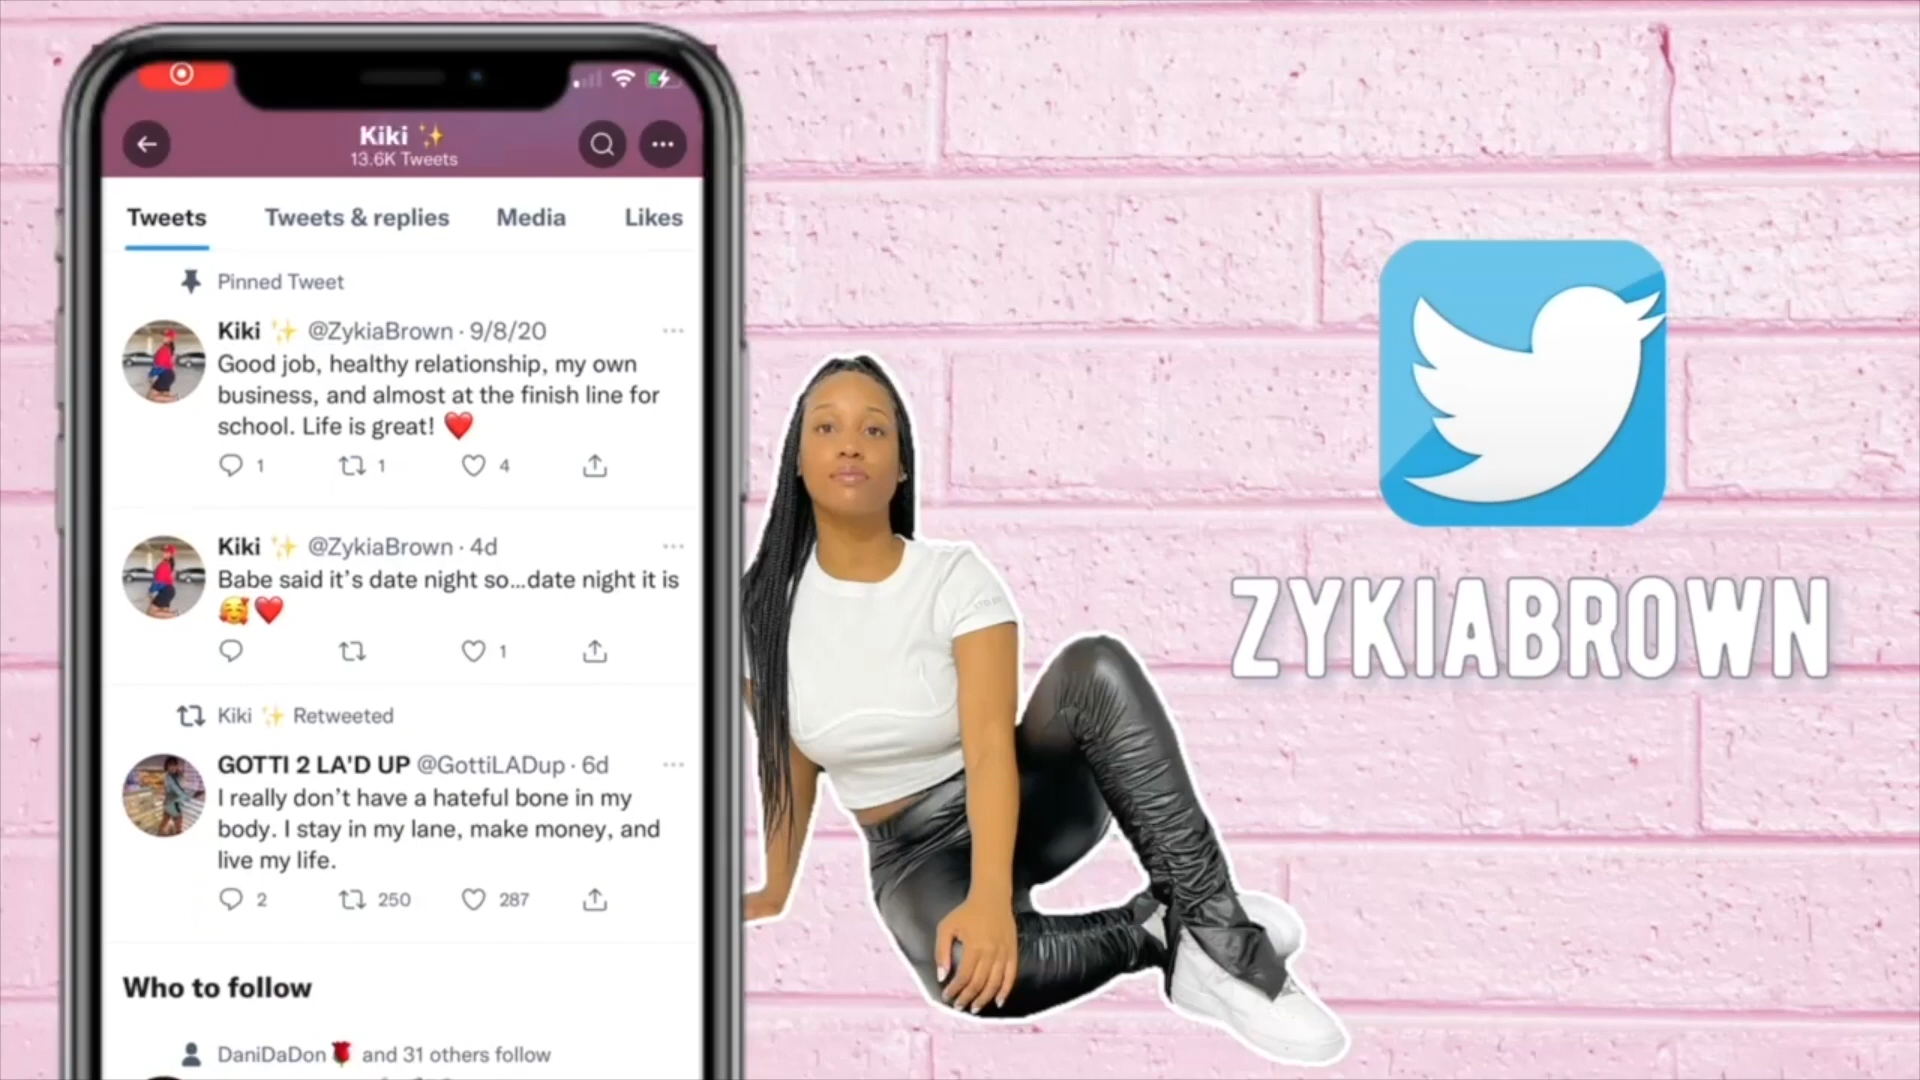 Kiki ✨
13.6K Tweets
Tweets Tweets & replies Media Likes
Pinned Tweet
Kiki ✨ @ZykiaBrown · 9/8/20
Good job, healthy relationship, my own
business, and almost at the finish line for
school. Life is great! ❤️
1 1 4
Kiki ✨ @ZykiaBrown · 4d
Babe said it's date night so...date night it is
🥰❤️
1
Kiki ✨ Retweeted
GOTTI 2 LA'D UP @GottiLADup · 6d
I really don't have a hateful bone in my
body. I stay in my lane, make money, and
live my life.
2 250 287
Who to follow
DaniDaDon🌹 and 31 others follow
ZYKIABROWN